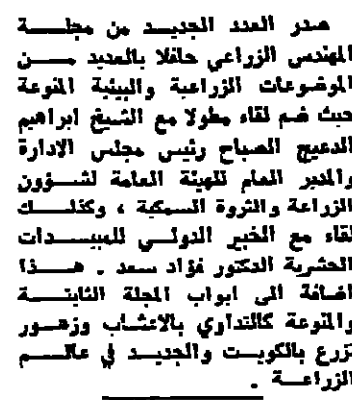 صدر العدد الجديد من مجلة
المهندس الزراعي حافلا بالعديد من
الموضوعات الزراعية والبيئية المنوعة
حيث ضم لقاء مطولا مع الشيخ ابراهيم
الدعيج الصباح رئيس مجلس الادارة
والمدير العام للهيئة العامة لشؤون
الزراعة والثروة السمكية ، وكذلك
لقاء مع الخبير الدولي للمبيدات
الحشرية الدكتور فؤاد سعد . هذا
اضافة الى ابواب المجلة الثابتة
والمنوعة كالتداوي بالاعشاب وزهور
تزرع بالكويت والجديد في عالم
الزراعة .